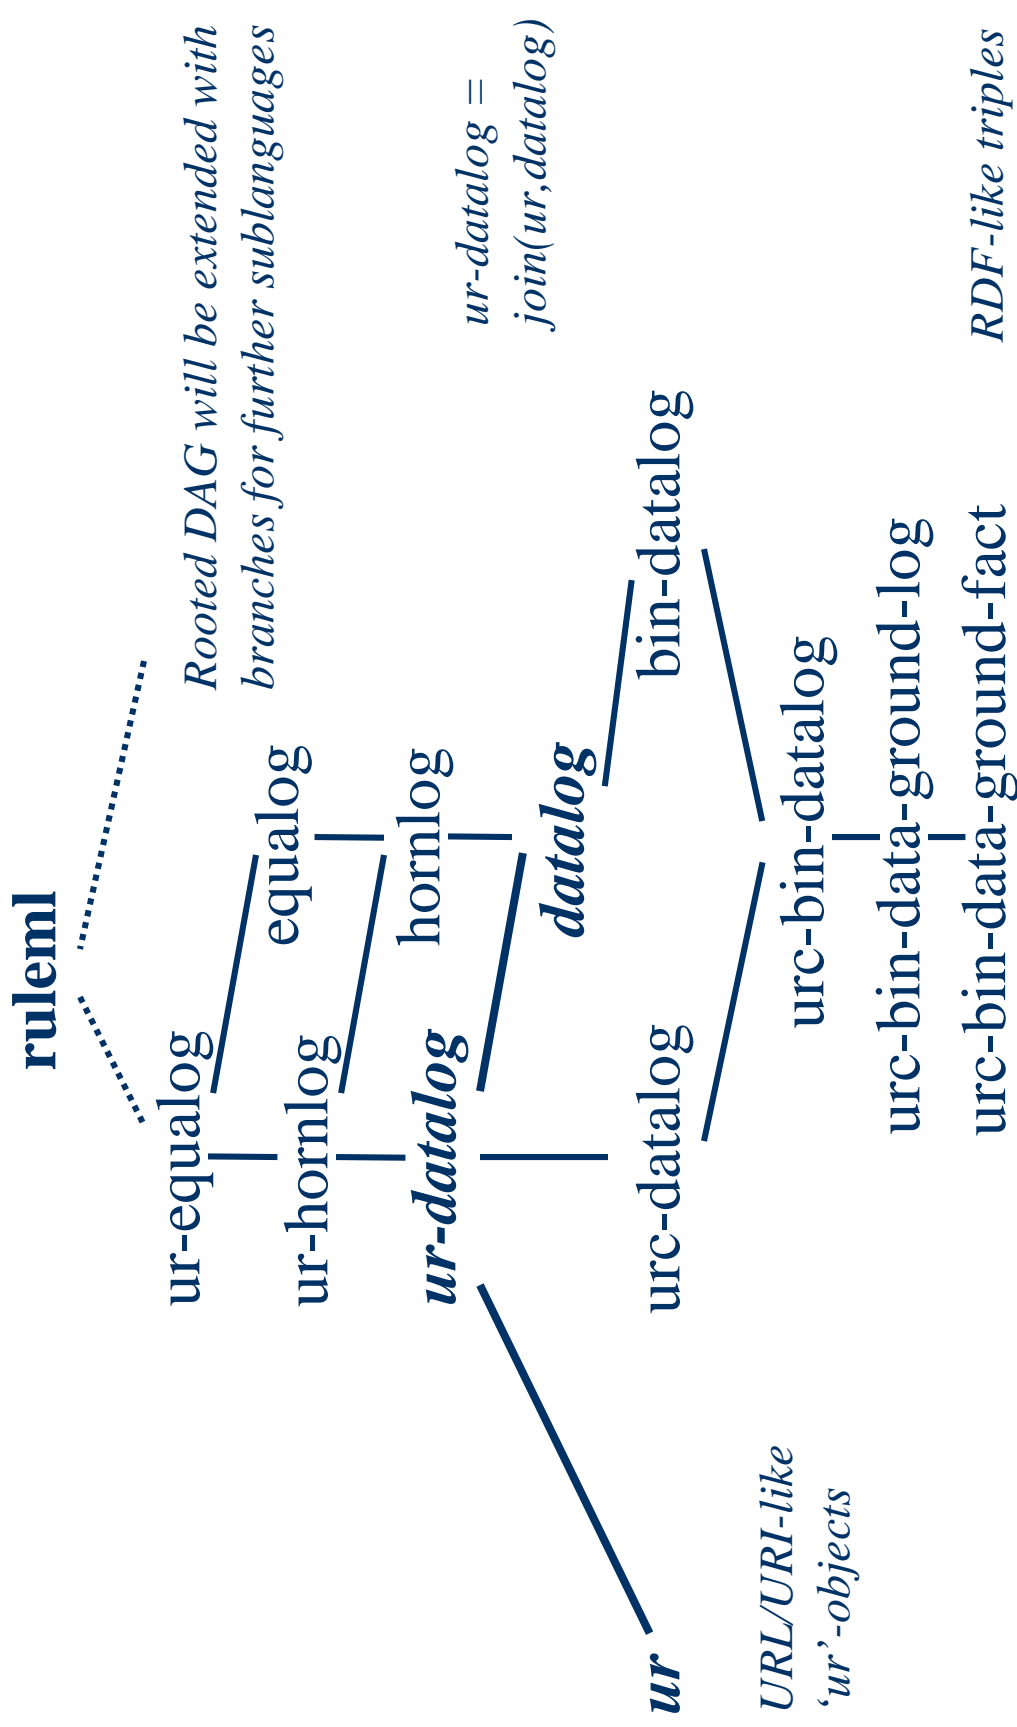 ruleml
ur-equalog
Rooted DAG will be extended with
branches for further sublanguages
equalog
ur-hornlog
hornlog
ur-datalog
ur-datalog =
join(ur,datalog)
datalog
ur
urc-datalog
bin-datalog
URL/URI-like
‘ur’-objects
urc-bin-datalog
urc-bin-data-ground-log
urc-bin-data-ground-fact
RDF-like triples